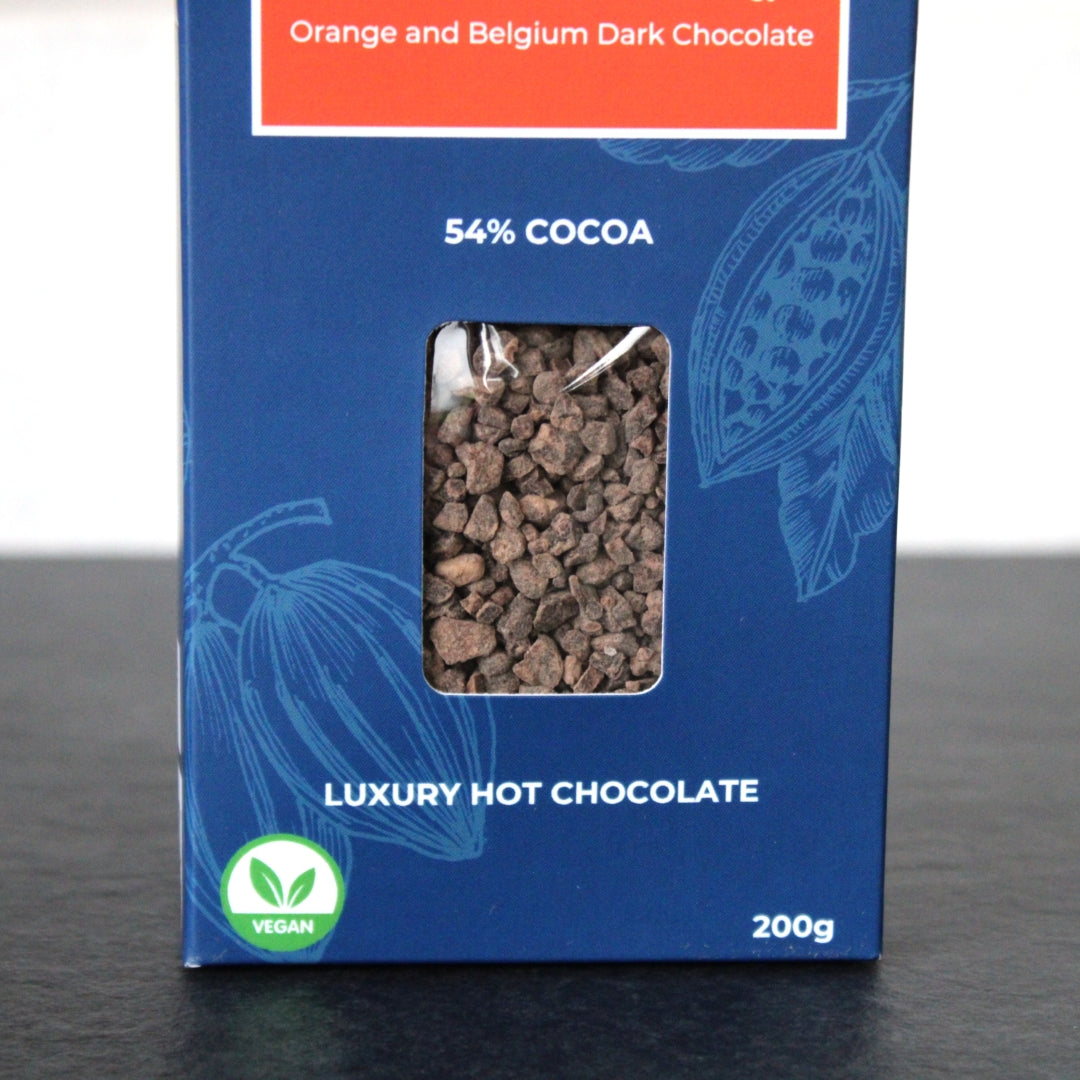 Orange and Belgium Dark Chocolate
54% COCOA
LUXURY HOT CHOCOLATE
VEGAN
200g